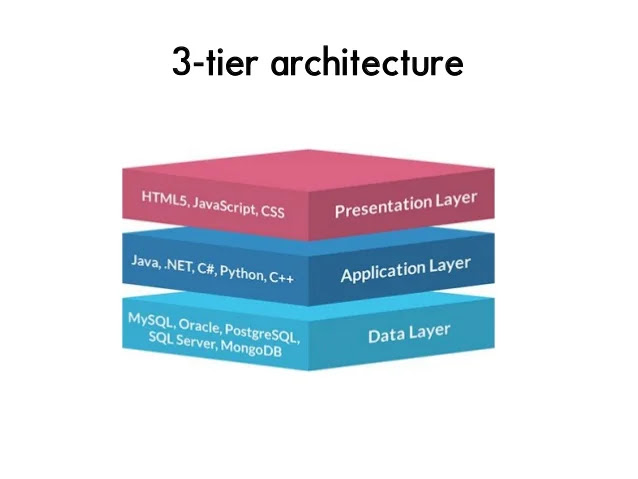 3-tier architecture
HTML5, JavaScript, CSS
Presentation Layer
Java, .NET, C#, Python, C++
Application Layer
MySQL, Oracle, PostgreSQL,
SQL Server, MongoDB
Data Layer